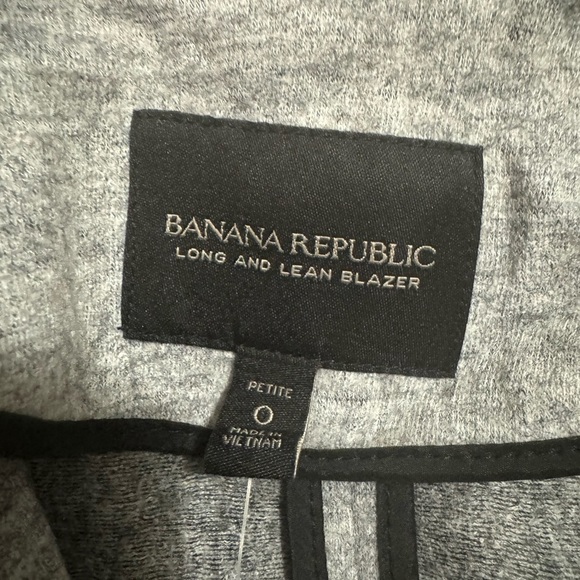 BANANA REPUBLIC
LONG AND LEAN BLAZER
PETITE
0
MADE IN
VIETNAM